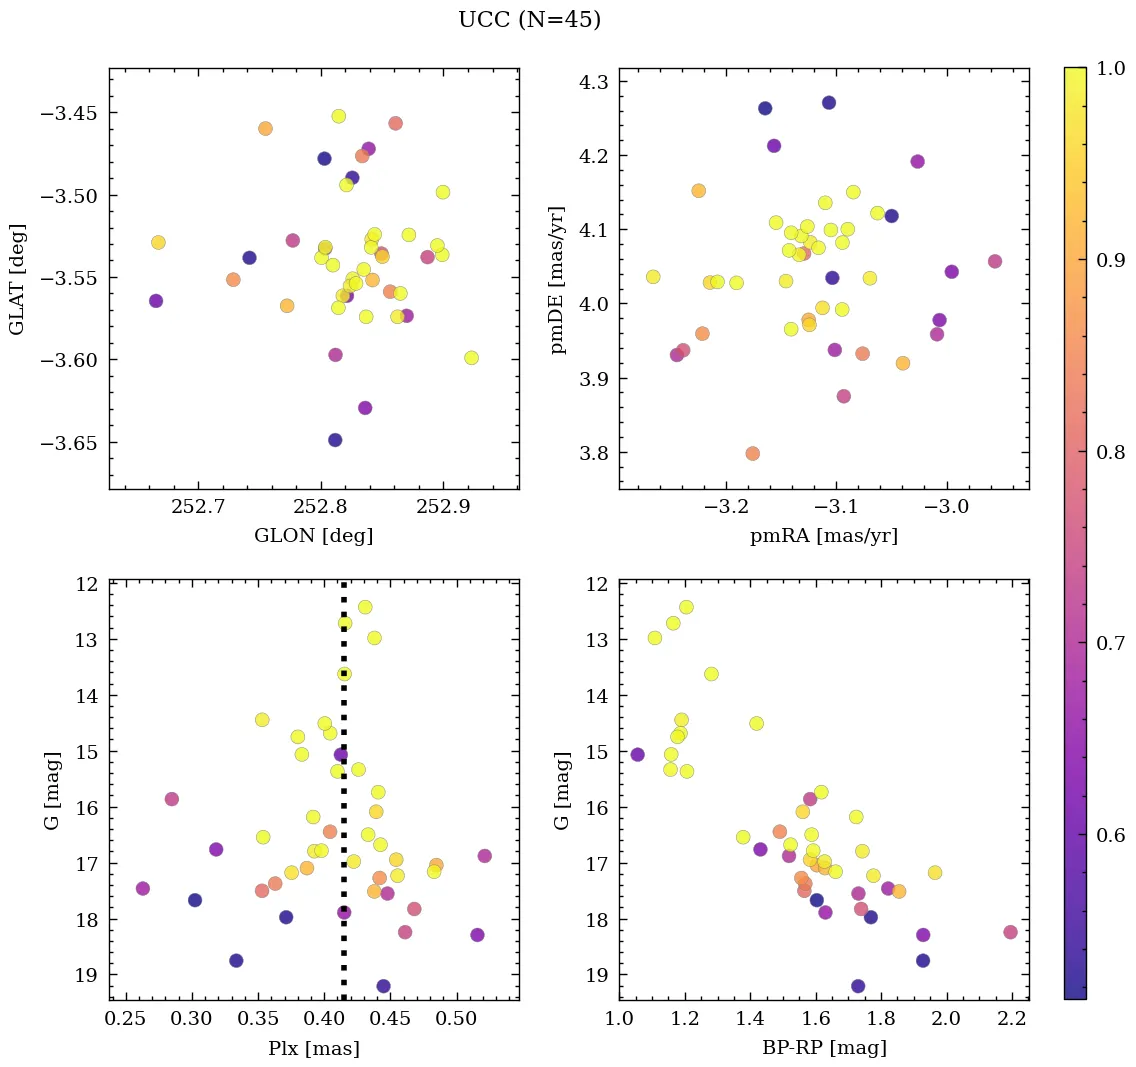 UCC (N=45)
−3.45
−3.50
−3.55
−3.60
−3.65
GLAT [deg]
252.7 252.8 252.9
GLON [deg]
4.3
4.2
4.1
4.0
3.9
3.8
pmDE [mas/yr]
−3.2 −3.1 −3.0
pmRA [mas/yr]
12
13
14
15
16
17
18
19
G [mag]
0.25 0.30 0.35 0.40 0.45 0.50
Plx [mas]
12
13
14
15
16
17
18
19
G [mag]
1.0 1.2 1.4 1.6 1.8 2.0 2.2
BP-RP [mag]
1.0
0.9
0.8
0.7
0.6